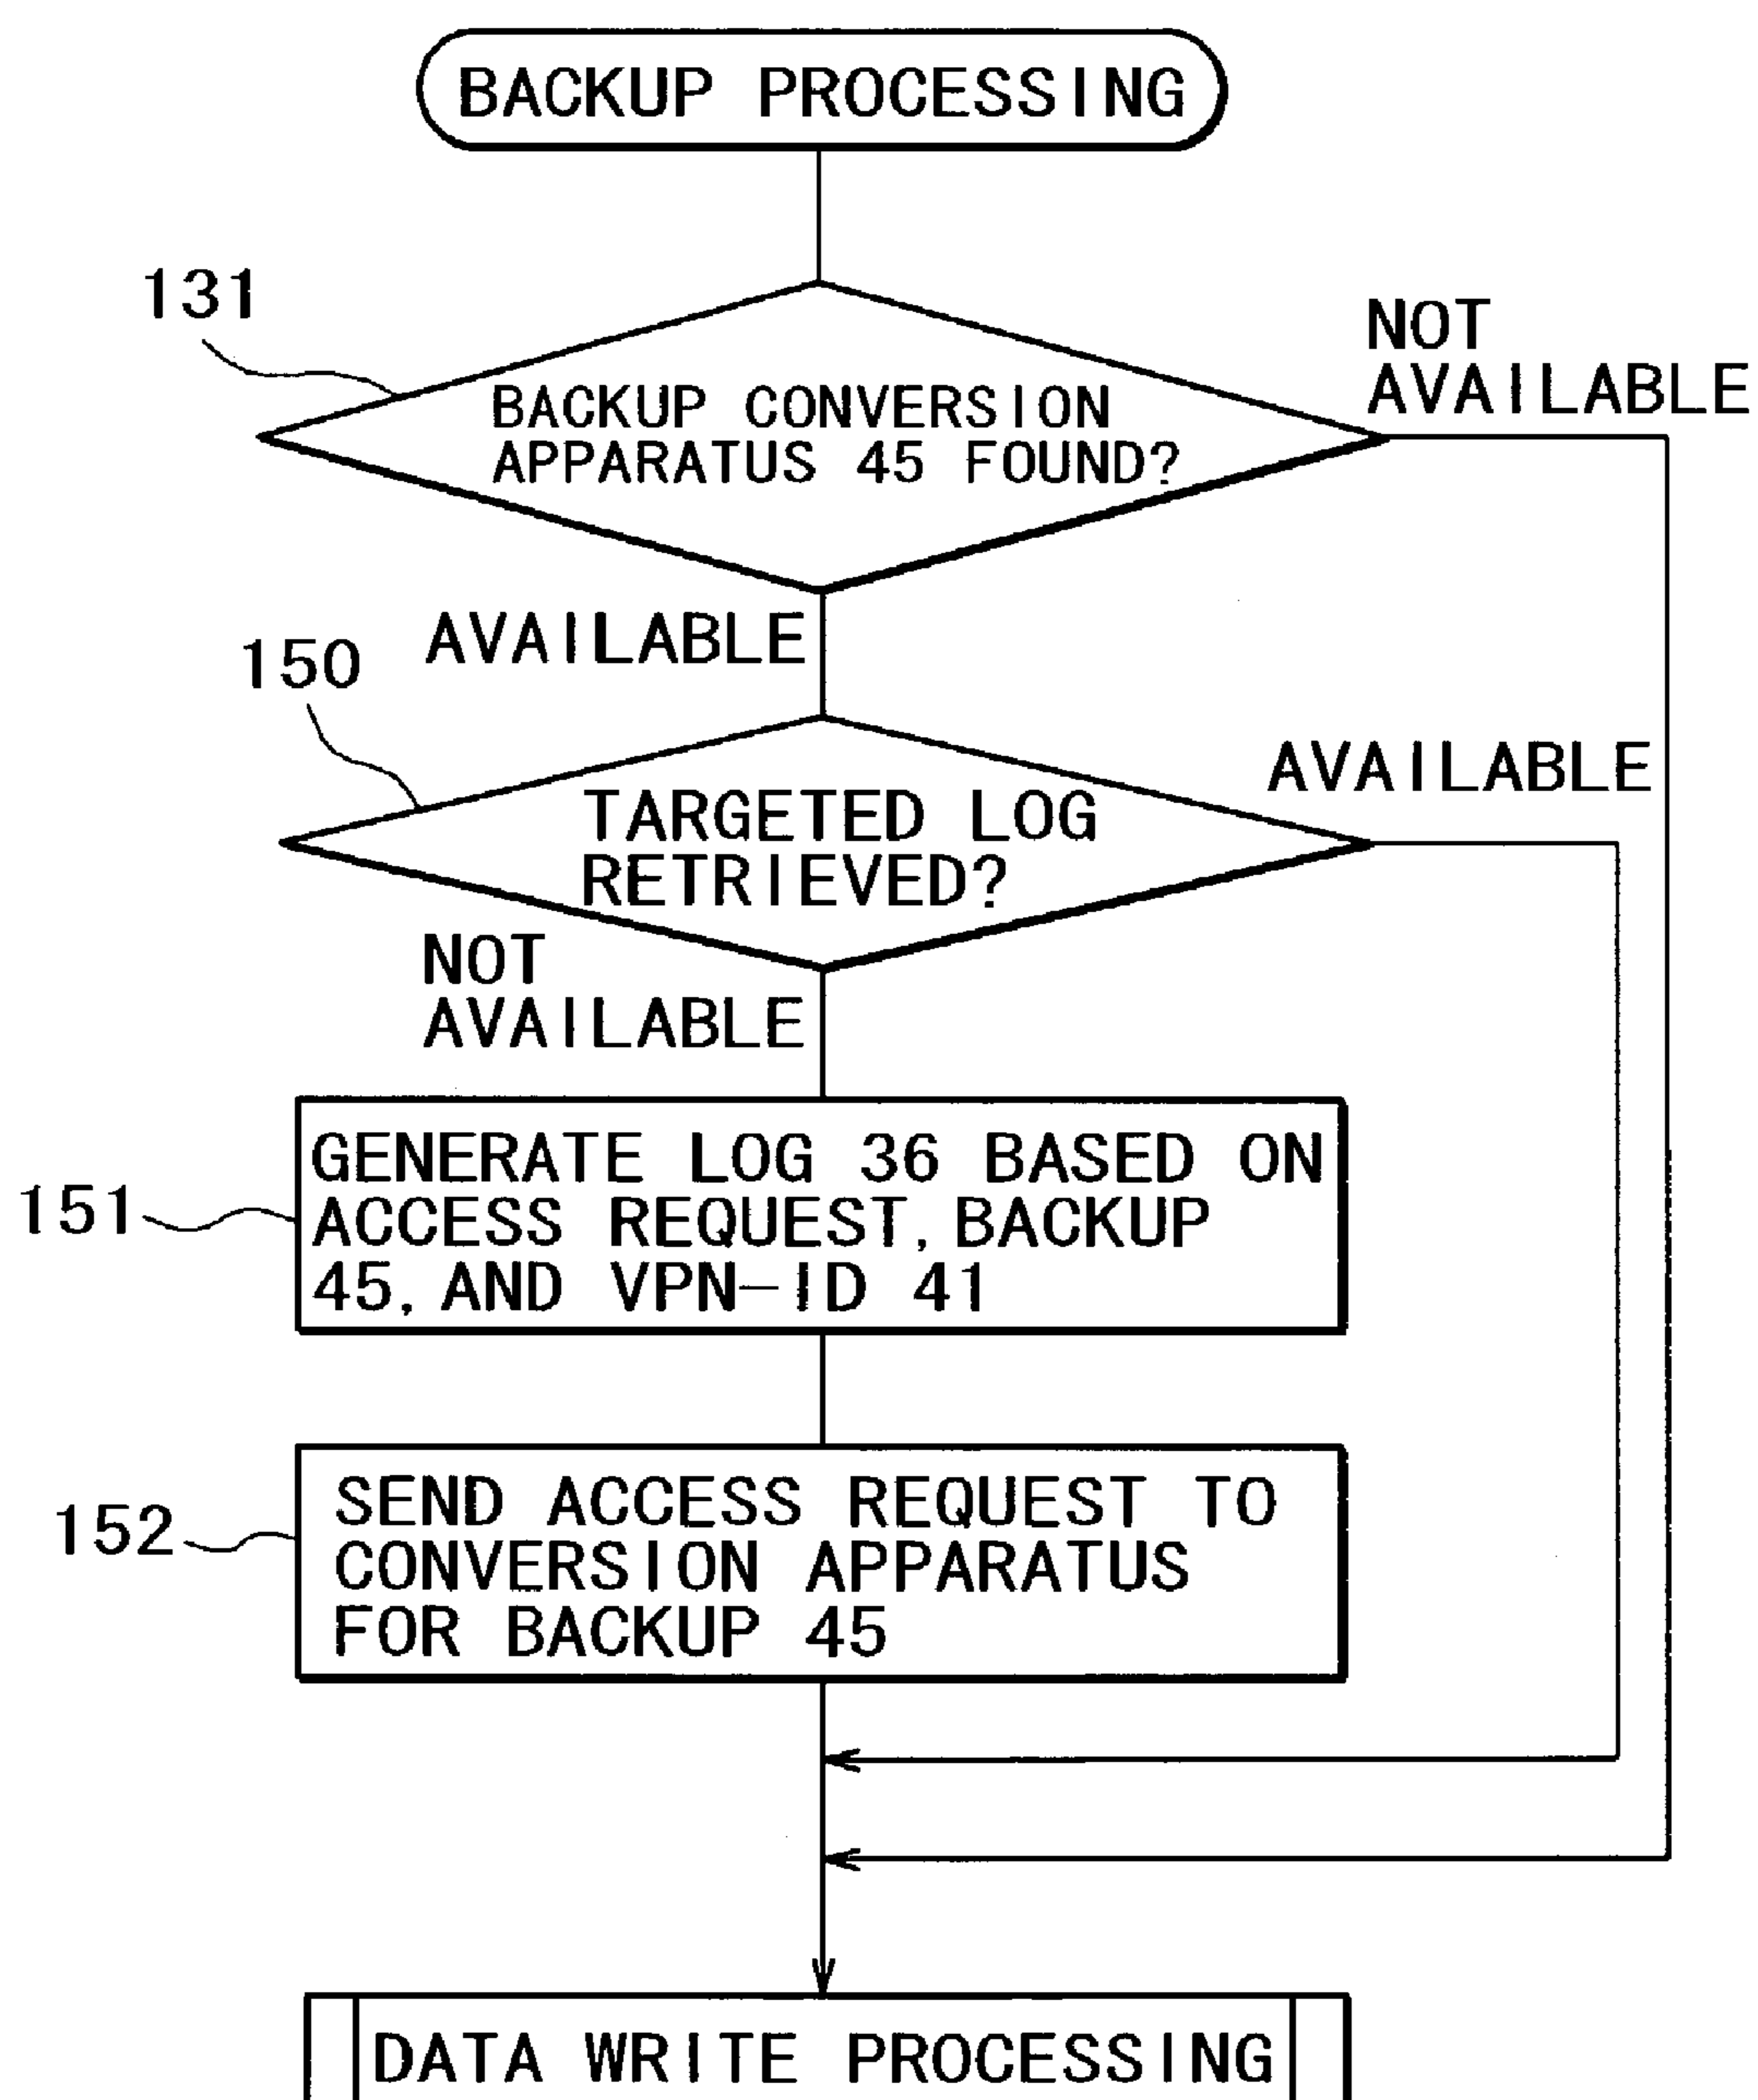 BACKUP PROCESSING
131
NOT
AVAILABLE
BACKUP CONVERSION
APPARATUS 45 FOUND?
AVAILABLE
150
AVAILABLE
TARGETED LOG
RETRIEVED?
NOT
AVAILABLE
151
GENERATE LOG 36 BASED ON
ACCESS REQUEST, BACKUP
45, AND VPN-ID 41
152
SEND ACCESS REQUEST TO
CONVERSION APPARATUS
FOR BACKUP 45
DATA WRITE PROCESSING